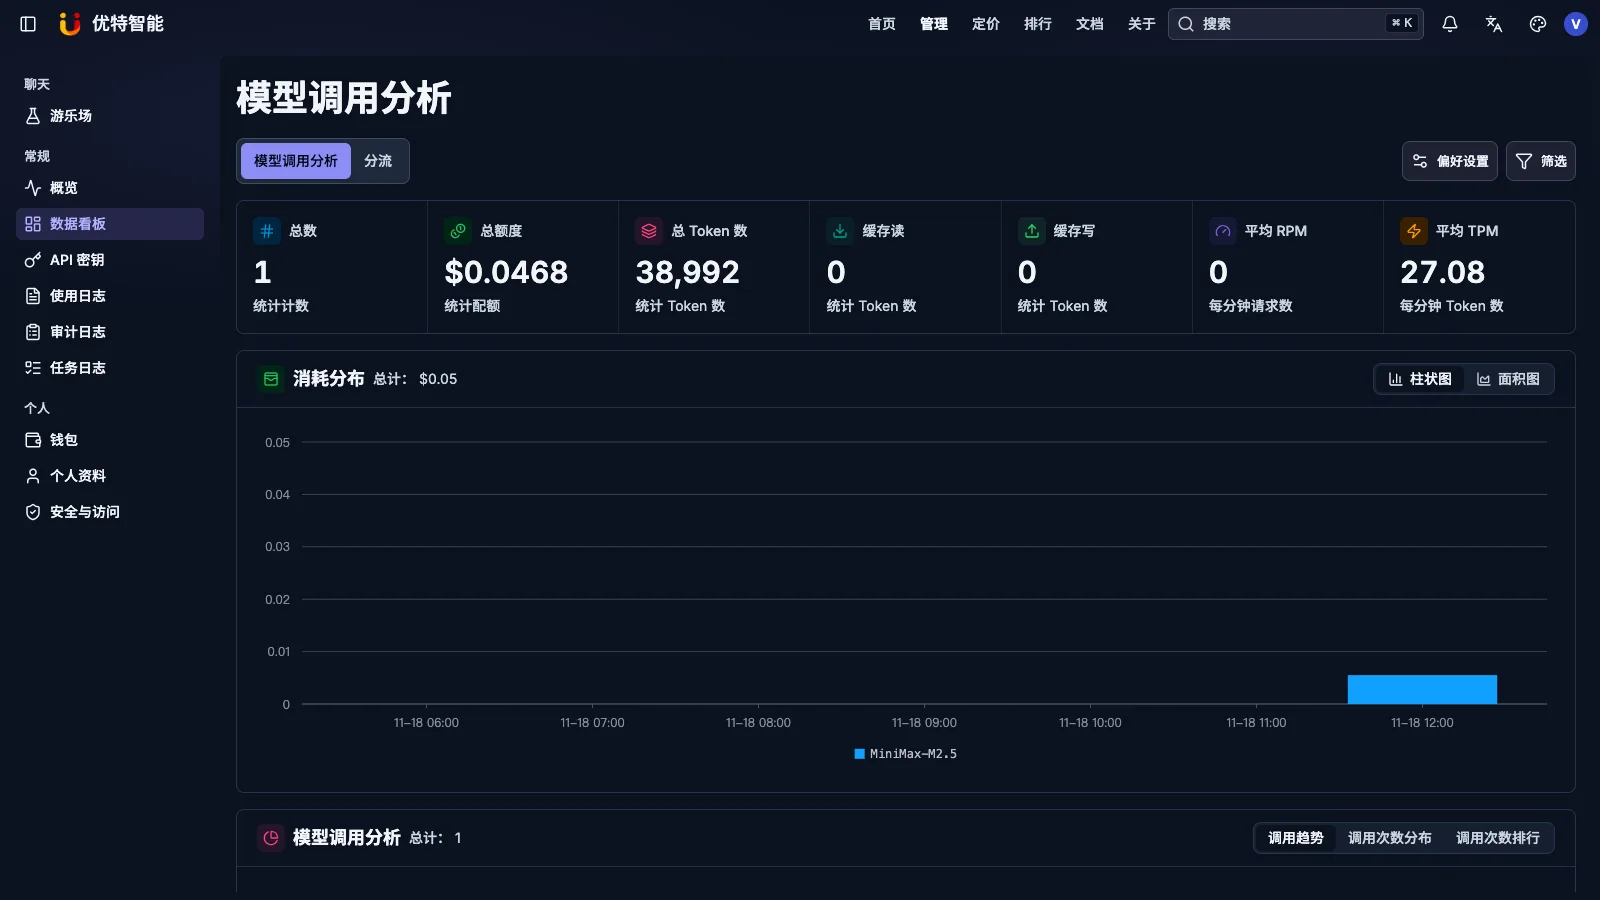 优特智能
首页 管理 定价 排行 文档 关于 搜索 ⌘ K V
聊天
游乐场
常规
概览
数据看板
API 密钥
使用日志
审计日志
任务日志
个人
钱包
个人资料
安全与访问
模型调用分析
模型调用分析 分流
偏好设置 筛选
总数
1
统计计数
总额度
$0.0468
统计配额
总 Token 数
38,992
统计 Token 数
缓存读
0
统计 Token 数
缓存写
0
统计 Token 数
平均 RPM
0
每分钟请求数
平均 TPM
27.08
每分钟 Token 数
消耗分布 总计： $0.05
柱状图 面积图
0.05
0.04
0.03
0.02
0.01
0
11-18 06:00 11-18 07:00 11-18 08:00 11-18 09:00 11-18 10:00 11-18 11:00 11-18 12:00
MiniMax-M2.5
模型调用分析 总计： 1
调用趋势 调用次数分布 调用次数排行